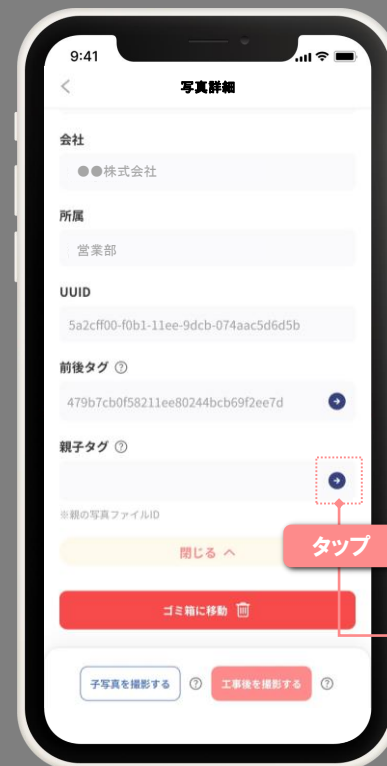 9:41
写真詳細
会社
●●株式会社
所属
営業部
UUID
5a2cff00-f0b1-11ee-9dcb-074aac5d6d5b
前後タグ ?
479b7cb0f58211ee80244bcb69f2ee7d
親子タグ ?
※親の写真ファイルID
タップ
閉じる
ゴミ箱に移動
子写真を撮影する ? 工事後を撮影する ?